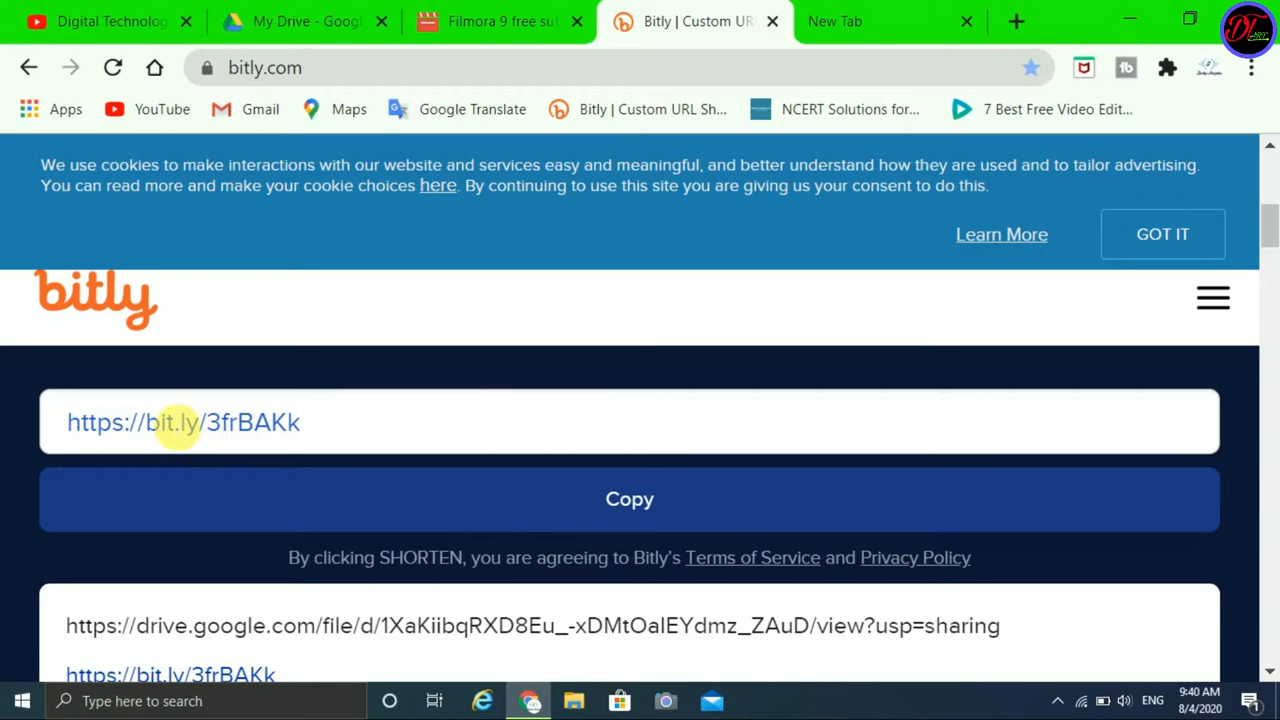 Digital Technolog
My Drive - Googl
Filmora 9 free sub
Bitly | Custom UR
New Tab
bitly.com
Apps
YouTube
Gmail
Maps
Google Translate
Bitly | Custom URL Sh...
NCERT Solutions for...
7 Best Free Video Edit...
We use cookies to make interactions with our website and services easy and meaningful, and better understand how they are used and to tailor advertising.
You can read more and make your cookie choices here. By continuing to use this site you are giving us your consent to do this.
Learn More
GOT IT
bitly
https://bit.ly/3frBAKk
Copy
By clicking SHORTEN, you are agreeing to Bitly's Terms of Service and Privacy Policy
https://drive.google.com/file/d/1XaKiibqRXD8Eu_-xDMtOalEYdmz_ZAuD/view?usp=sharing
https://bit.ly/3frBAKk
Type here to search
ENG
9:40 AM
8/4/2020